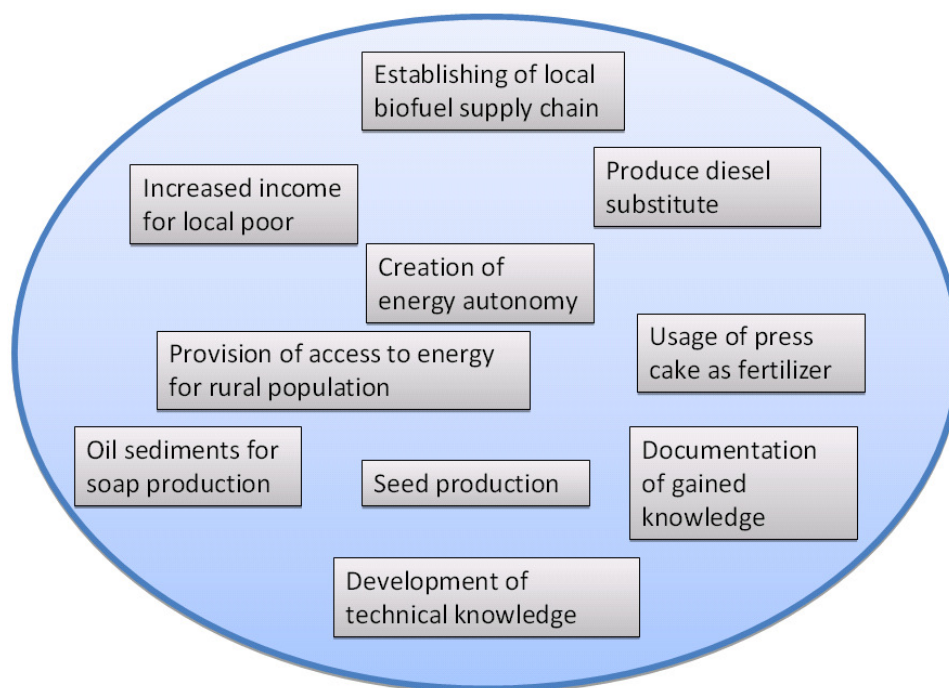 Establishing of local
biofuel supply chain
Increased income
for local poor
Produce diesel
substitute
Creation of
energy autonomy
Provision of access to energy
for rural population
Usage of press
cake as fertilizer
Oil sediments for
soap production
Seed production
Documentation
of gained
knowledge
Development of
technical knowledge